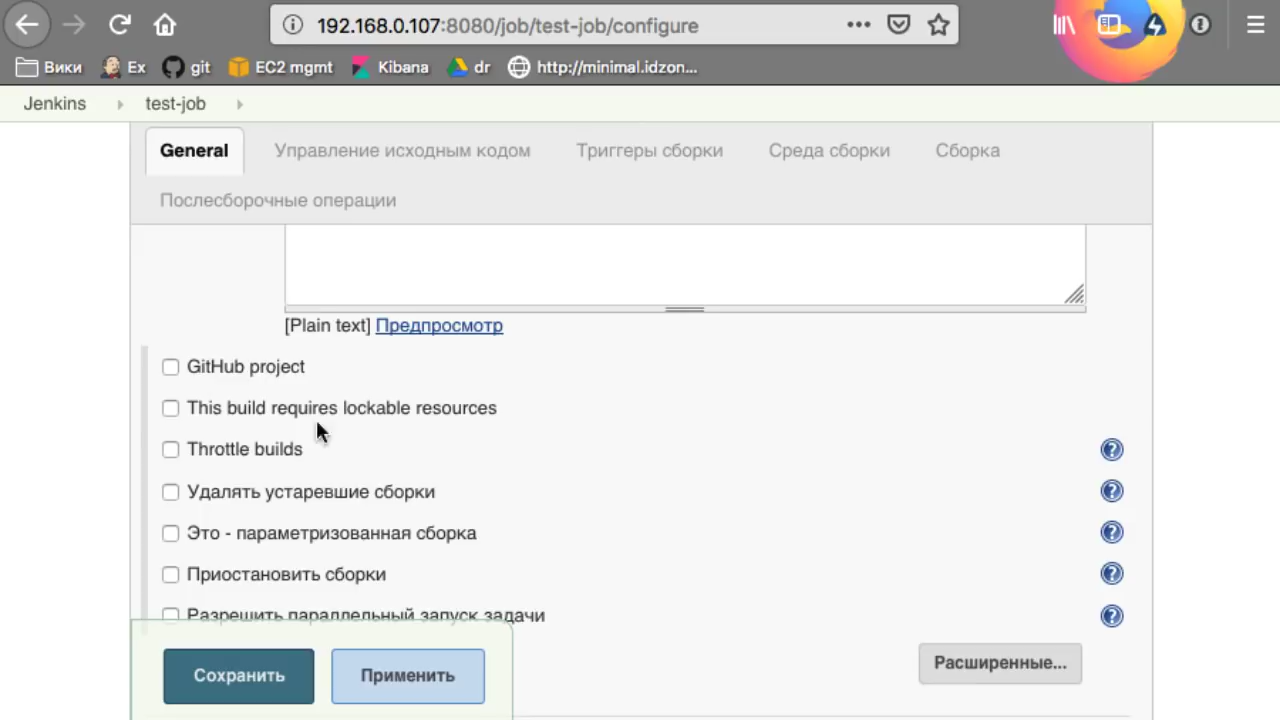 192.168.0.107:8080/job/test-job/configure
Вики Ex git EC2 mgmt Kibana dr http://minimal.idzon...
Jenkins test-job
General Управление исходным кодом Триггеры сборки Среда сборки Сборка
Послесборочные операции
[Plain text] Предпросмотр
GitHub project
This build requires lockable resources
Throttle builds
Удалять устаревшие сборки
Это - параметризованная сборка
Приостановить сборки
Разрешить параллельный запуск задачи
Расширенные...
Сохранить Применить